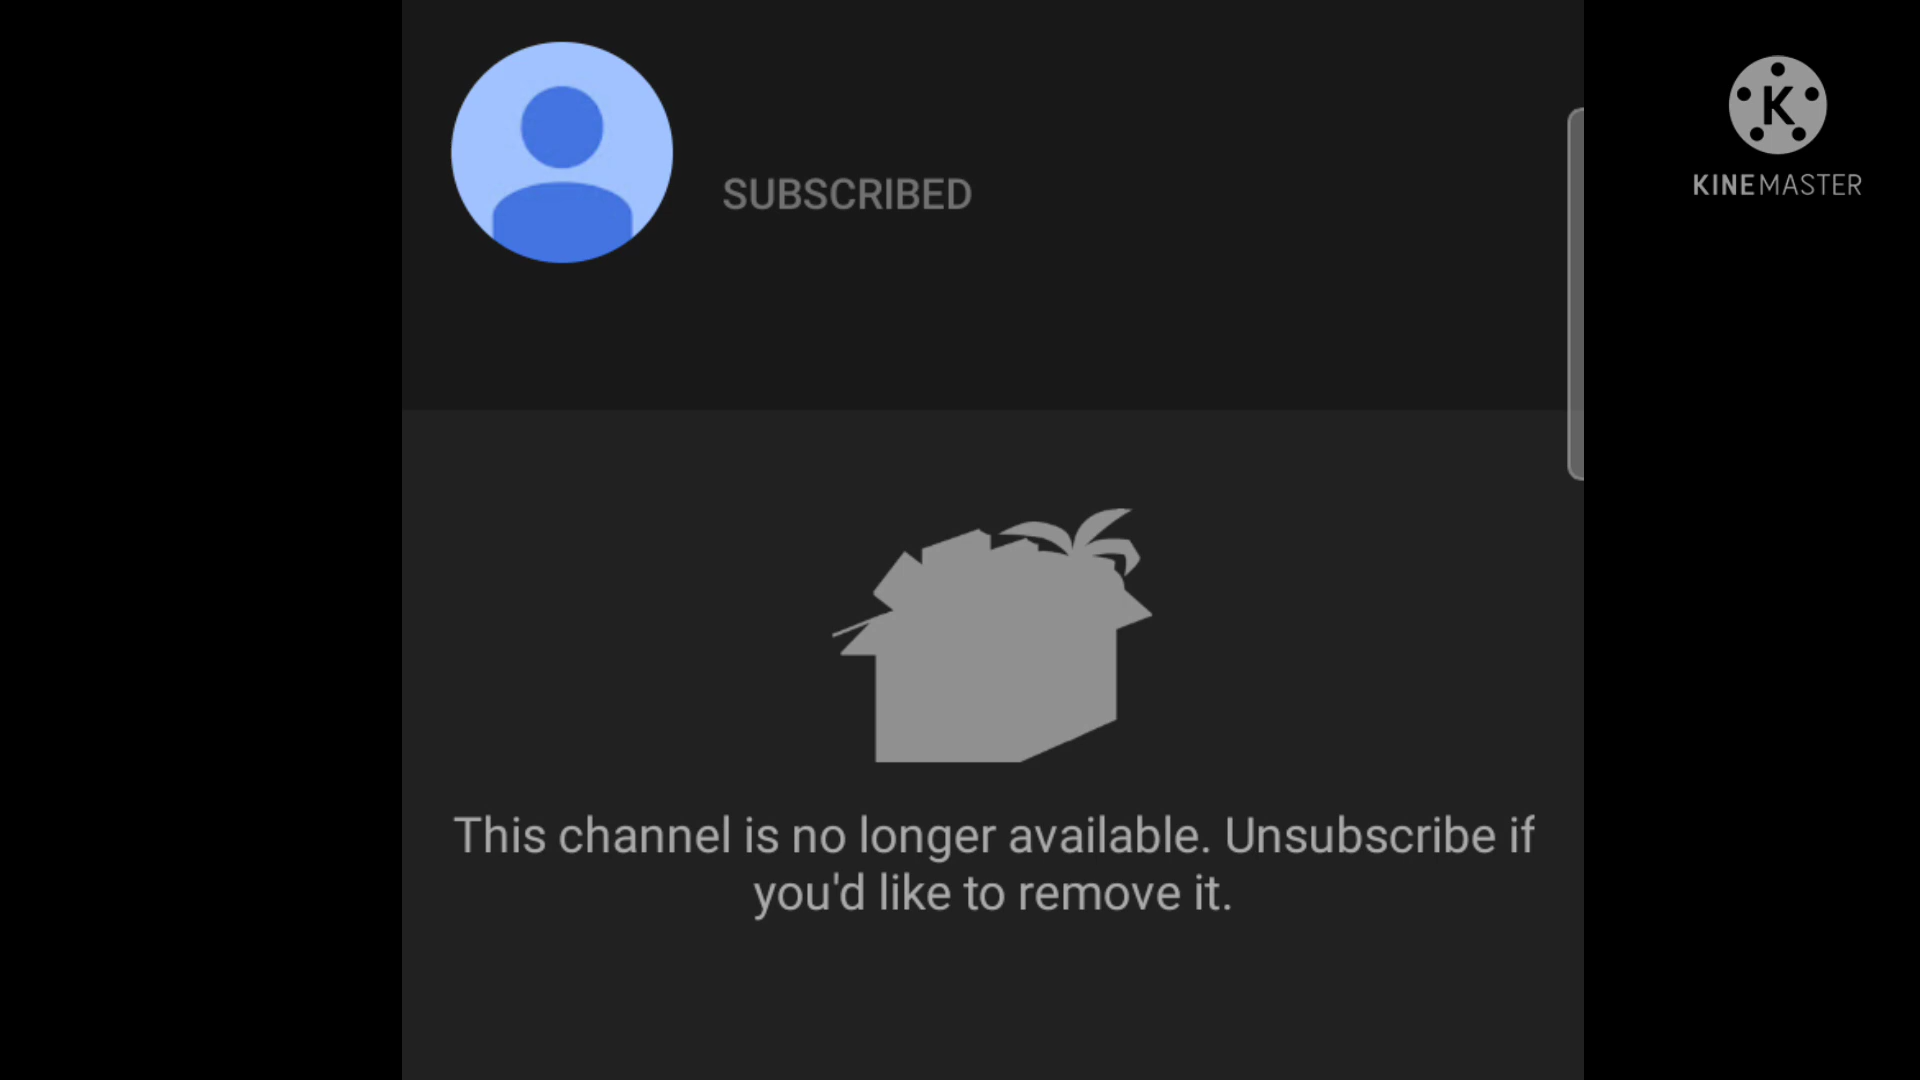 SUBSCRIBED
K
KINEMASTER
This channel is no longer available. Unsubscribe if
you'd like to remove it.